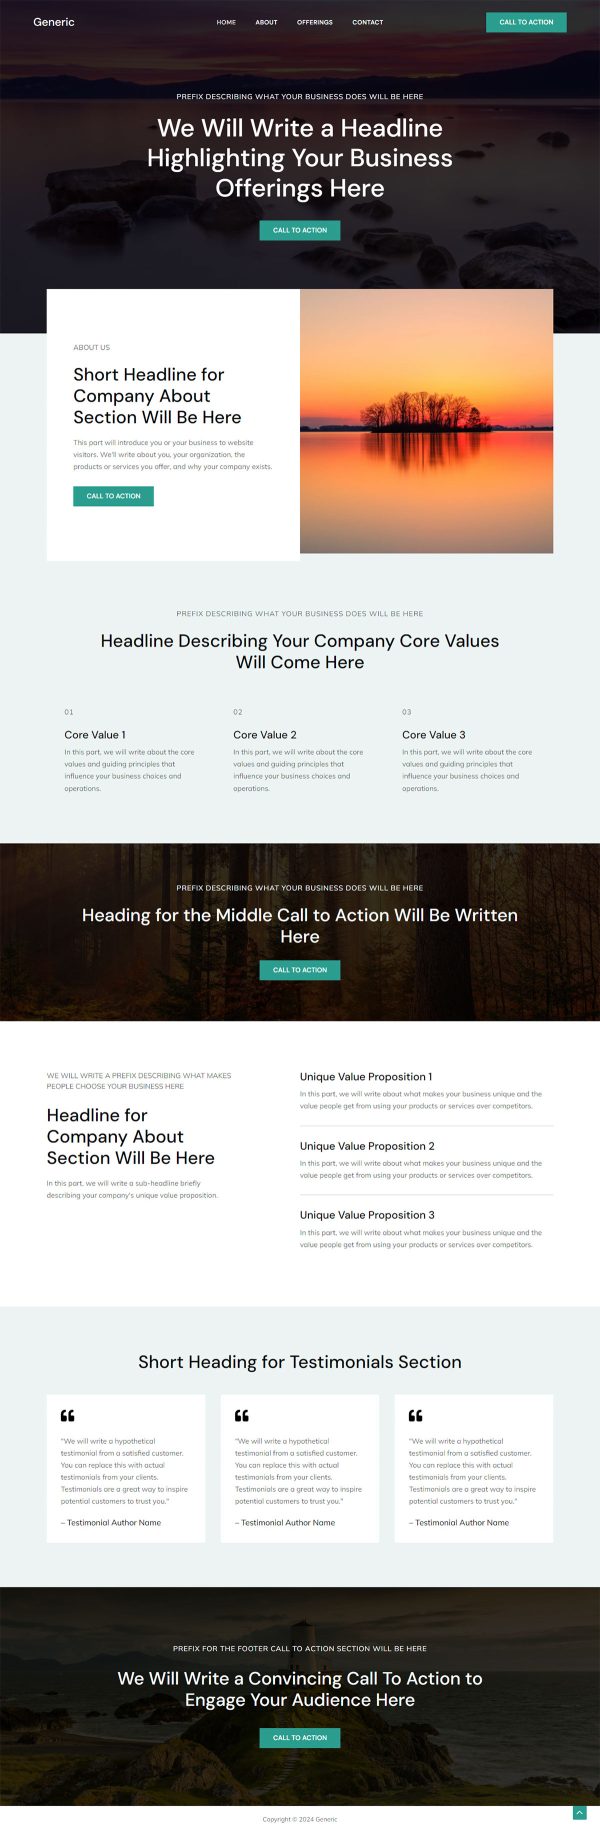 Generic
HOME ABOUT OFFERINGS CONTACT
CALL TO ACTION
PREFIX DESCRIBING WHAT YOUR BUSINESS DOES WILL BE HERE
We Will Write a Headline
Highlighting Your Business
Offerings Here
CALL TO ACTION
ABOUT US
Short Headline for
Company About
Section Will Be Here
This part will introduce you or your business to website
visitors. We'll write about you, your organization, the
products or services you offer, and why your company exists.
CALL TO ACTION
PREFIX DESCRIBING WHAT YOUR BUSINESS DOES WILL BE HERE
Headline Describing Your Company Core Values
Will Come Here
01
Core Value 1
In this part, we will write about the core
values and guiding principles that
influence your business choices and
operations.
02
Core Value 2
In this part, we will write about the core
values and guiding principles that
influence your business choices and
operations.
03
Core Value 3
In this part, we will write about the core
values and guiding principles that
influence your business choices and
operations.
PREFIX DESCRIBING WHAT YOUR BUSINESS DOES WILL BE HERE
Heading for the Middle Call to Action Will Be Written
Here
CALL TO ACTION
WE WILL WRITE A PREFIX DESCRIBING WHAT MAKES
PEOPLE CHOOSE YOUR BUSINESS HERE
Headline for
Company About
Section Will Be Here
In this part, we will write a sub-headline briefly
describing your company's unique value proposition.
Unique Value Proposition 1
In this part, we will write about what makes your business unique and the
value people get from using your products or services over competitors.
Unique Value Proposition 2
In this part, we will write about what makes your business unique and the
value people get from using your products or services over competitors.
Unique Value Proposition 3
In this part, we will write about what makes your business unique and the
value people get from using your products or services over competitors.
Short Heading for Testimonials Section
"We will write a hypothetical
testimonial from a satisfied customer.
You can replace this with actual
testimonials from your clients.
Testimonials are a great way to inspire
potential customers to trust you."
– Testimonial Author Name
"We will write a hypothetical
testimonial from a satisfied customer.
You can replace this with actual
testimonials from your clients.
Testimonials are a great way to inspire
potential customers to trust you."
– Testimonial Author Name
"We will write a hypothetical
testimonial from a satisfied customer.
You can replace this with actual
testimonials from your clients.
Testimonials are a great way to inspire
potential customers to trust you."
– Testimonial Author Name
PREFIX FOR THE FOOTER CALL TO ACTION SECTION WILL BE HERE
We Will Write a Convincing Call To Action to
Engage Your Audience Here
CALL TO ACTION
Copyright © 2024 Generic